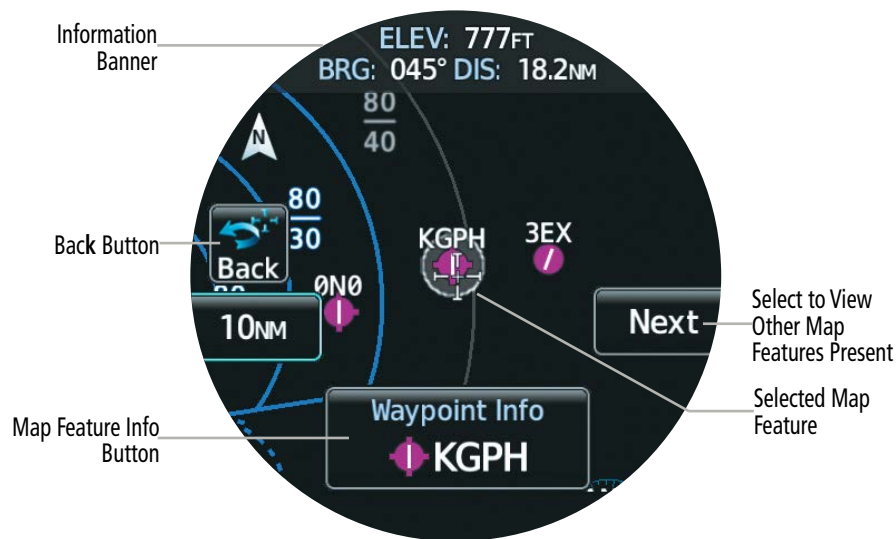 Information
Banner
ELEV: 777FT
BRG: 045° DIS: 18.2NM
80
40
N
80
30
Back Button
Back
KGPH
3EX
80
0N0
10NM
Next
Select to View
Other Map
Features Present
Selected Map
Feature
Map Feature Info
Button
Waypoint Info
KGPH